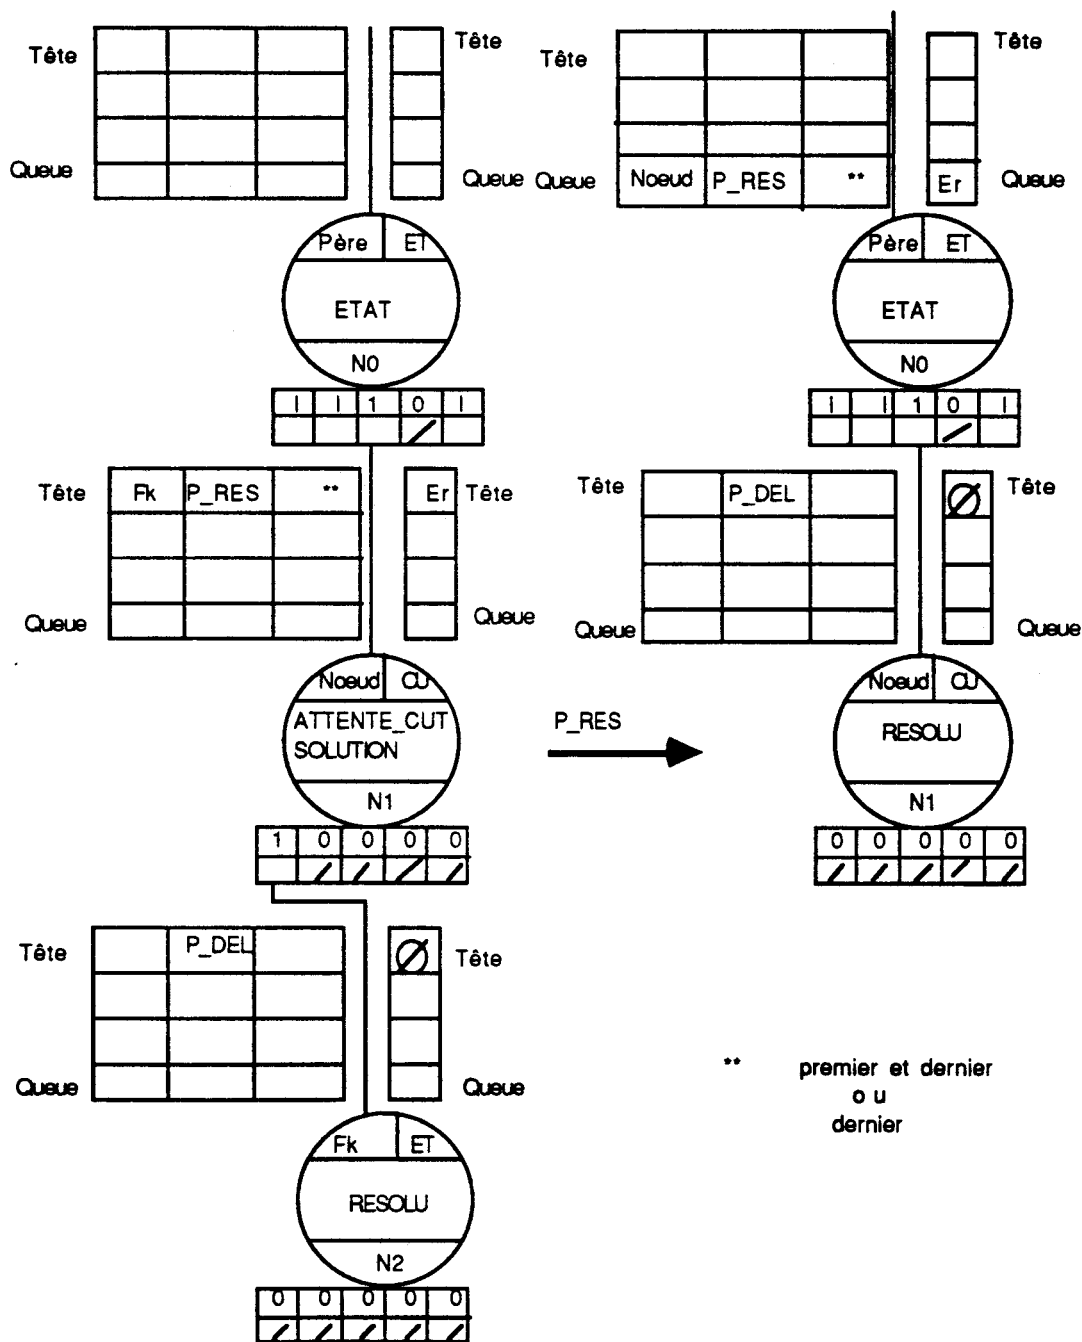 Tête
Queue
Tête
Queue
Père ET
ETAT
N0
I I 1 0 I
Tête
Fk P_RES **
Queue
Er Tête
Queue
Noeud CU
ATTENTE_CUT
SOLUTION
N1
1 0 0 0 0
Tête
P_DEL
Queue
Ø Tête
Queue
Fk ET
RESOLU
N2
0 0 0 0 0
P_RES
Tête
Queue Noeud P_RES **
Tête
Er Queue
Père ET
ETAT
N0
I I 1 0 I
Tête
P_DEL
Queue
Ø Tête
Queue
Noeud CU
RESOLU
N1
0 0 0 0 0
** premier et dernier
o u
dernier